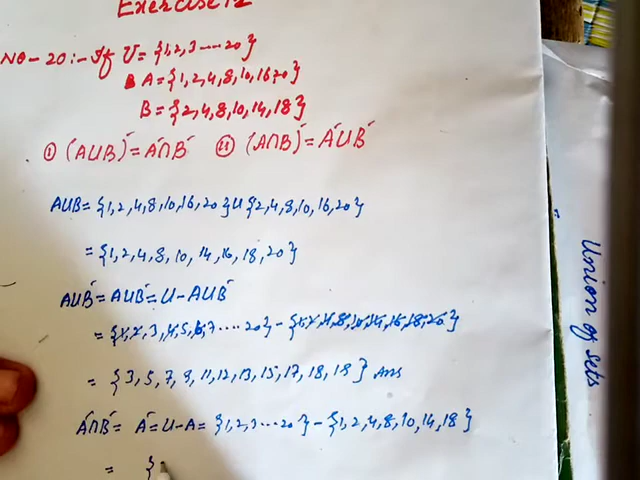 Exercise 1.2
No - 20:- If U = {1,2,3 ---- 20}
A = {1,2,4,8,10,16 20}
B = {2,4,8,10,14,18}
① (AUB)' = A'∩B' ② (A∩B)' = A'UB'
AUB = {1,2,4,8,10,16,20} U {2,4,8,10,16,20}
= {1,2,4,8,10,14,16,18,20}
AUB' = AUB' = U - AUB'
= {1,2,3,4,5,6,7 .... 20} - {1,2,4,8,10,14,16,18,20}
= {3,5,7,9,11,12,13,15,17,18,19} Ans
A'∩B' = A' = U-A = {1,2,3 --- 20} - {1,2,4,8,10,14,18}
= {
Union of sets